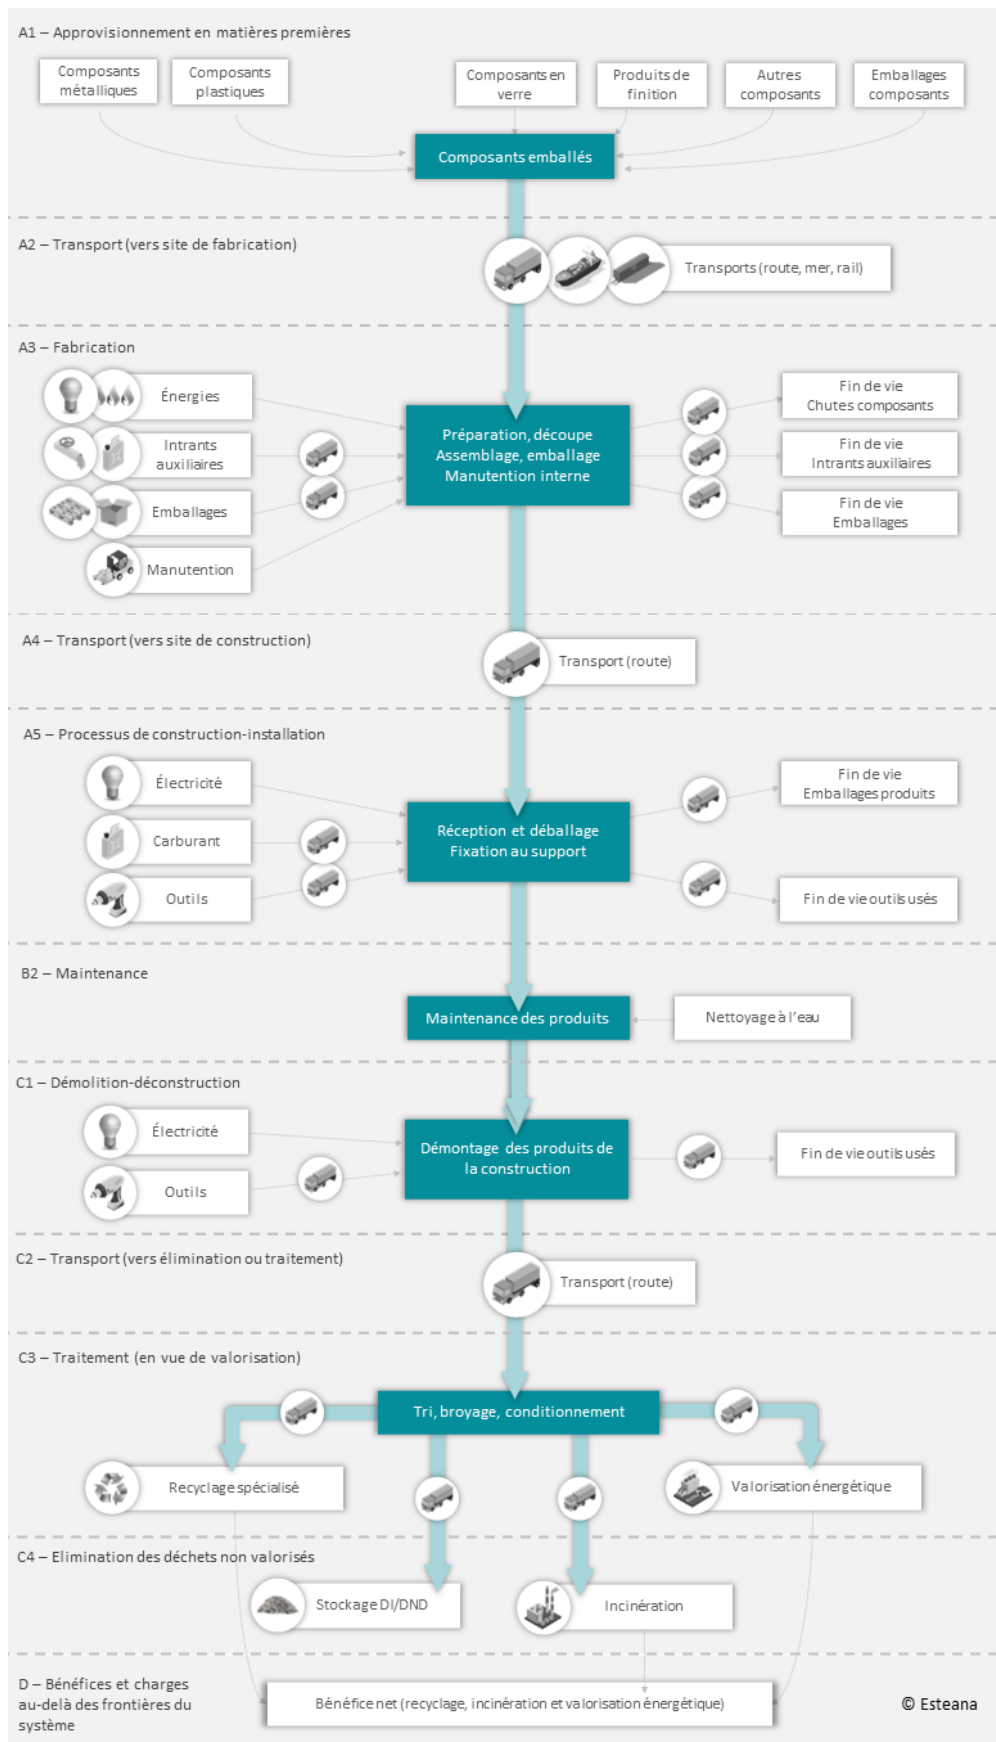 A1 – Approvisionnement en matières premières
Composants
métalliques
Composants
plastiques
Composants en
verre
Produits de
finition
Autres
composants
Emballages
composants
Composants emballés
A2 – Transport (vers site de fabrication)
Transports (route, mer, rail)
A3 – Fabrication
Énergies
Intrants
auxiliaires
Emballages
Manutention
Préparation, découpe
Assemblage, emballage
Manutention interne
Fin de vie
Chutes composants
Fin de vie
Intrants auxiliaires
Fin de vie
Emballages
A4 – Transport (vers site de construction)
Transport (route)
A5 – Processus de construction-installation
Électricité
Carburant
Outils
Réception et déballage
Fixation au support
Fin de vie
Emballages produits
Fin de vie outils usés
B2 – Maintenance
Maintenance des produits
Nettoyage à l’eau
C1 – Démolition-déconstruction
Électricité
Outils
Démontage des produits de
la construction
Fin de vie outils usés
C2 – Transport (vers élimination ou traitement)
Transport (route)
C3 – Traitement (en vue de valorisation)
Tri, broyage, conditionnement
Recyclage spécialisé
Valorisation énergétique
C4 – Elimination des déchets non valorisés
Stockage DI/DND
Incinération
D – Bénéfices et charges
au-delà des frontières du
système
Bénéfice net (recyclage, incinération et valorisation énergétique)
© Esteana